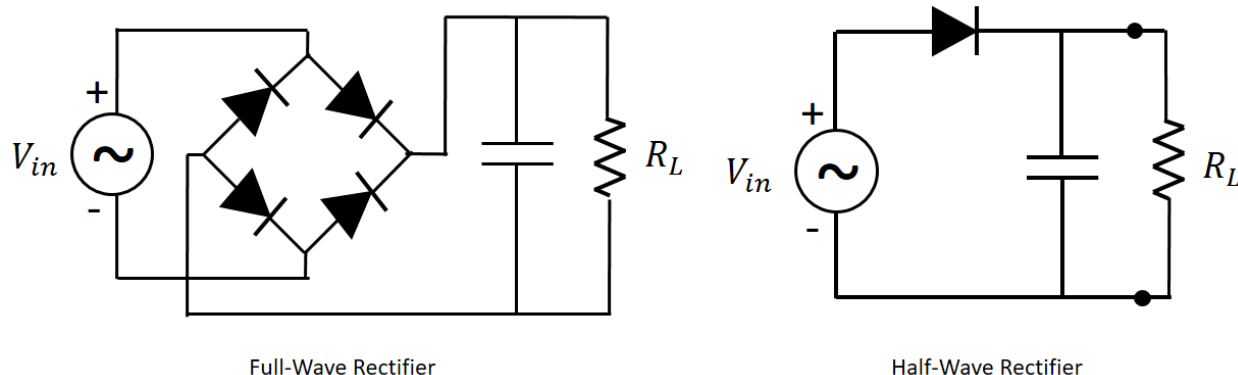 +
V_in
~
-
R_L
Full-Wave Rectifier
+
V_in
~
-
R_L
Half-Wave Rectifier